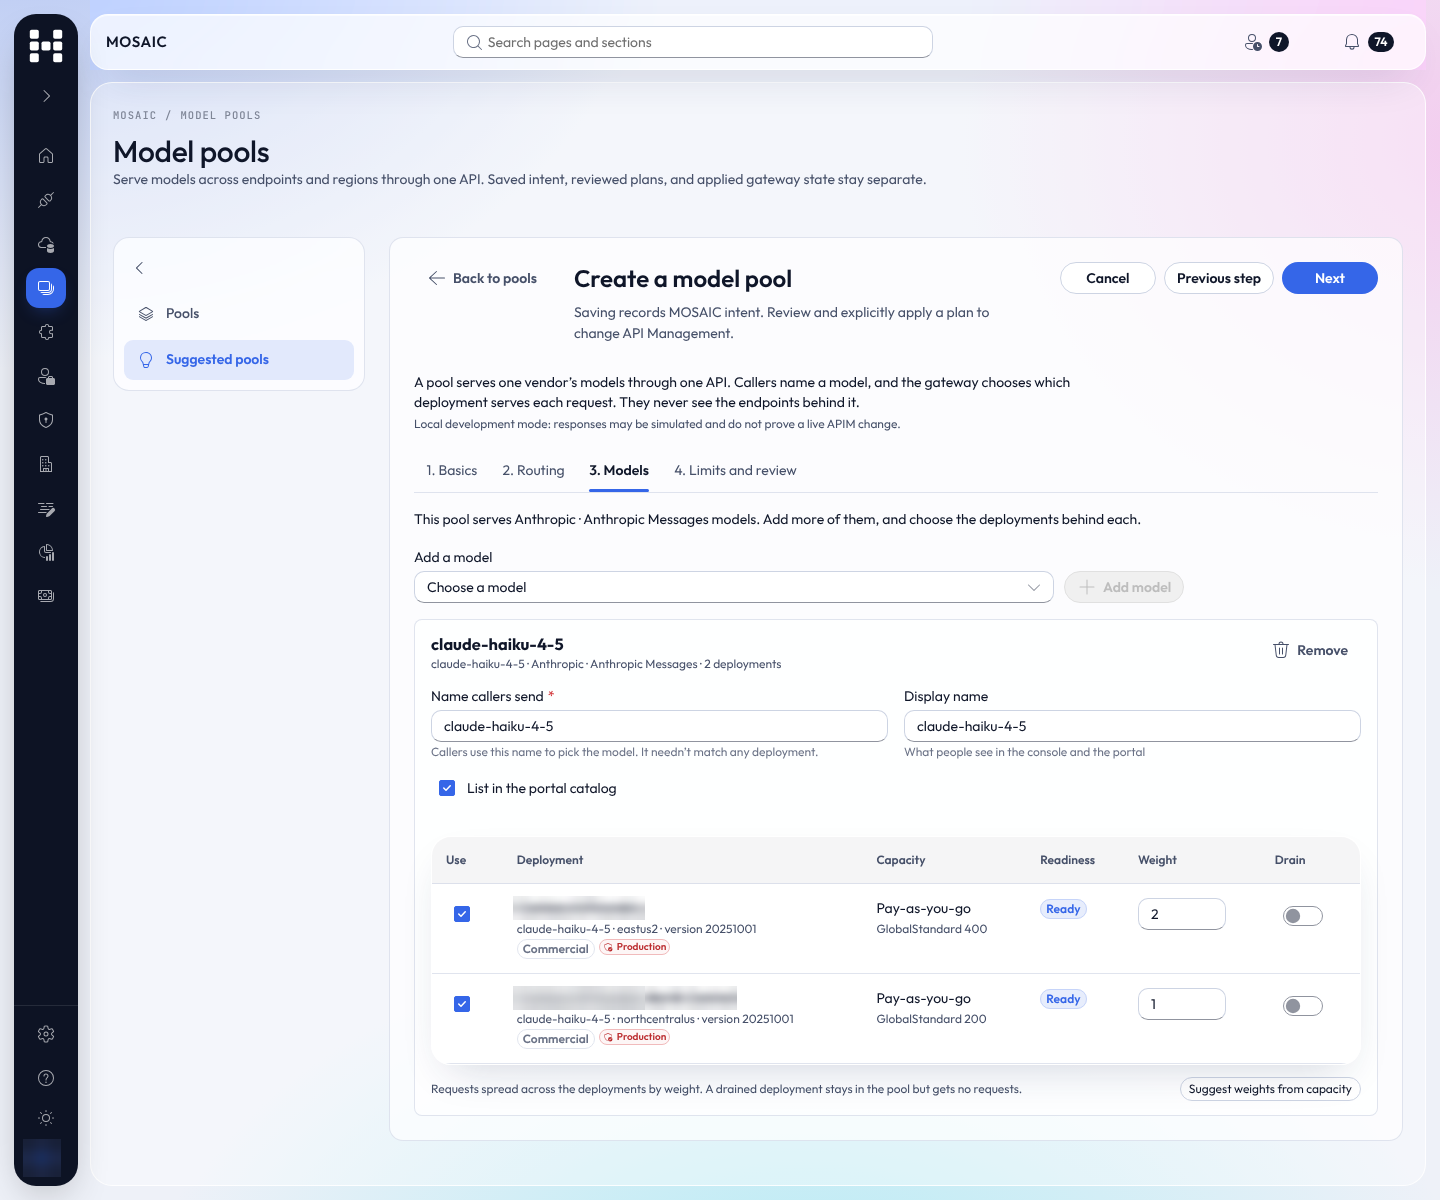 MOSAIC
Search pages and sections
7
74
MOSAIC / MODEL POOLS
Model pools
Serve models across endpoints and regions through one API. Saved intent, reviewed plans, and applied gateway state stay separate.
Pools
Suggested pools
Back to pools
Create a model pool
Cancel
Previous step
Next
Saving records MOSAIC intent. Review and explicitly apply a plan to
change API Management.
A pool serves one vendor's models through one API. Callers name a model, and the gateway chooses which
deployment serves each request. They never see the endpoints behind it.
Local development mode: responses may be simulated and do not prove a live APIM change.
1. Basics
2. Routing
3. Models
4. Limits and review
This pool serves Anthropic · Anthropic Messages models. Add more of them, and choose the deployments behind each.
Add a model
Choose a model
Add model
claude-haiku-4-5
claude-haiku-4-5 · Anthropic · Anthropic Messages · 2 deployments
Remove
Name callers send *
Display name
claude-haiku-4-5
claude-haiku-4-5
Callers use this name to pick the model. It needn't match any deployment.
What people see in the console and the portal
List in the portal catalog
Use
Deployment
Capacity
Readiness
Weight
Drain
Pay-as-you-go
Ready
2
claude-haiku-4-5 · eastus2 · version 20251001
GlobalStandard 400
Commercial
Production
Pay-as-you-go
Ready
1
claude-haiku-4-5 · northcentralus · version 20251001
GlobalStandard 200
Commercial
Production
Requests spread across the deployments by weight. A drained deployment stays in the pool but gets no requests.
Suggest weights from capacity